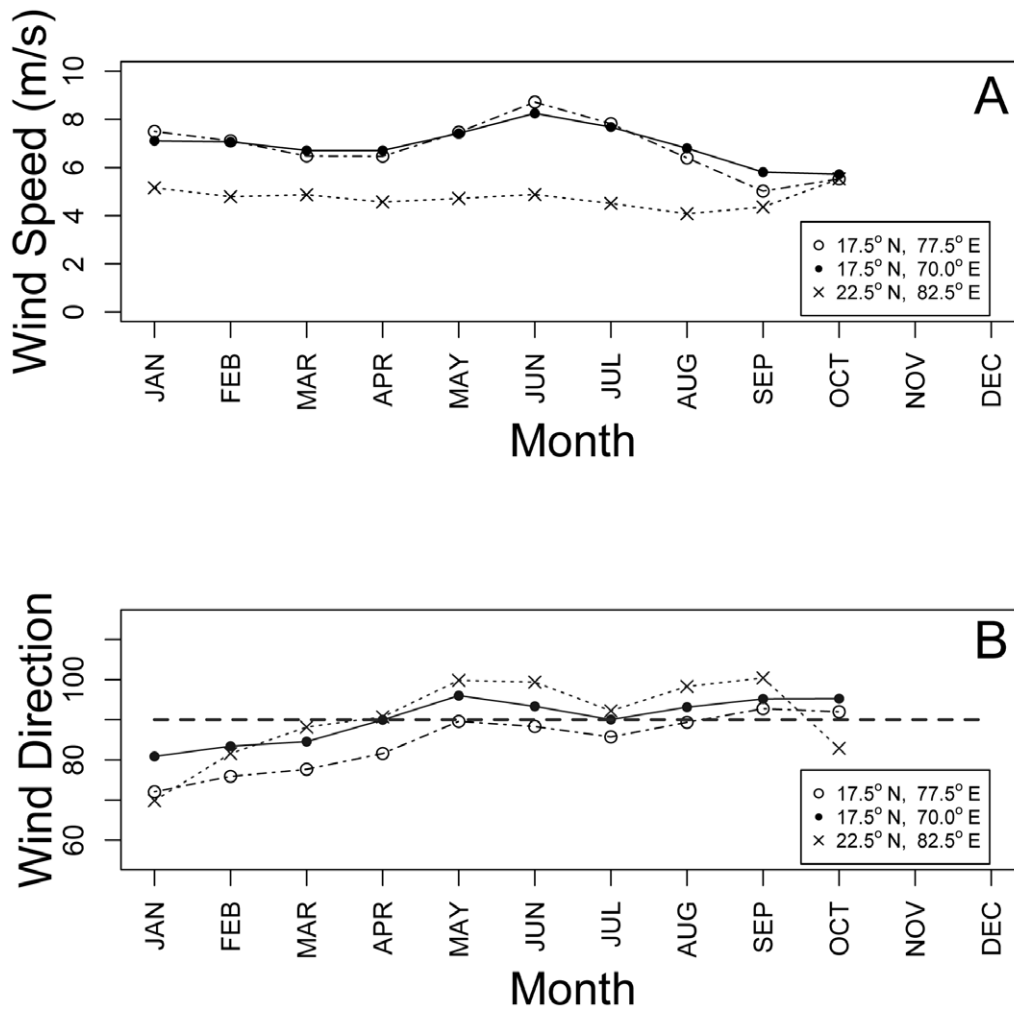 A
Wind Speed (m/s)
10
8
6
4
2
0
17.5° N, 77.5° E
17.5° N, 70.0° E
22.5° N, 82.5° E
JAN FEB MAR APR MAY JUN JUL AUG SEP OCT NOV DEC
Month
B
Wind Direction
100
80
60
17.5° N, 77.5° E
17.5° N, 70.0° E
22.5° N, 82.5° E
JAN FEB MAR APR MAY JUN JUL AUG SEP OCT NOV DEC
Month